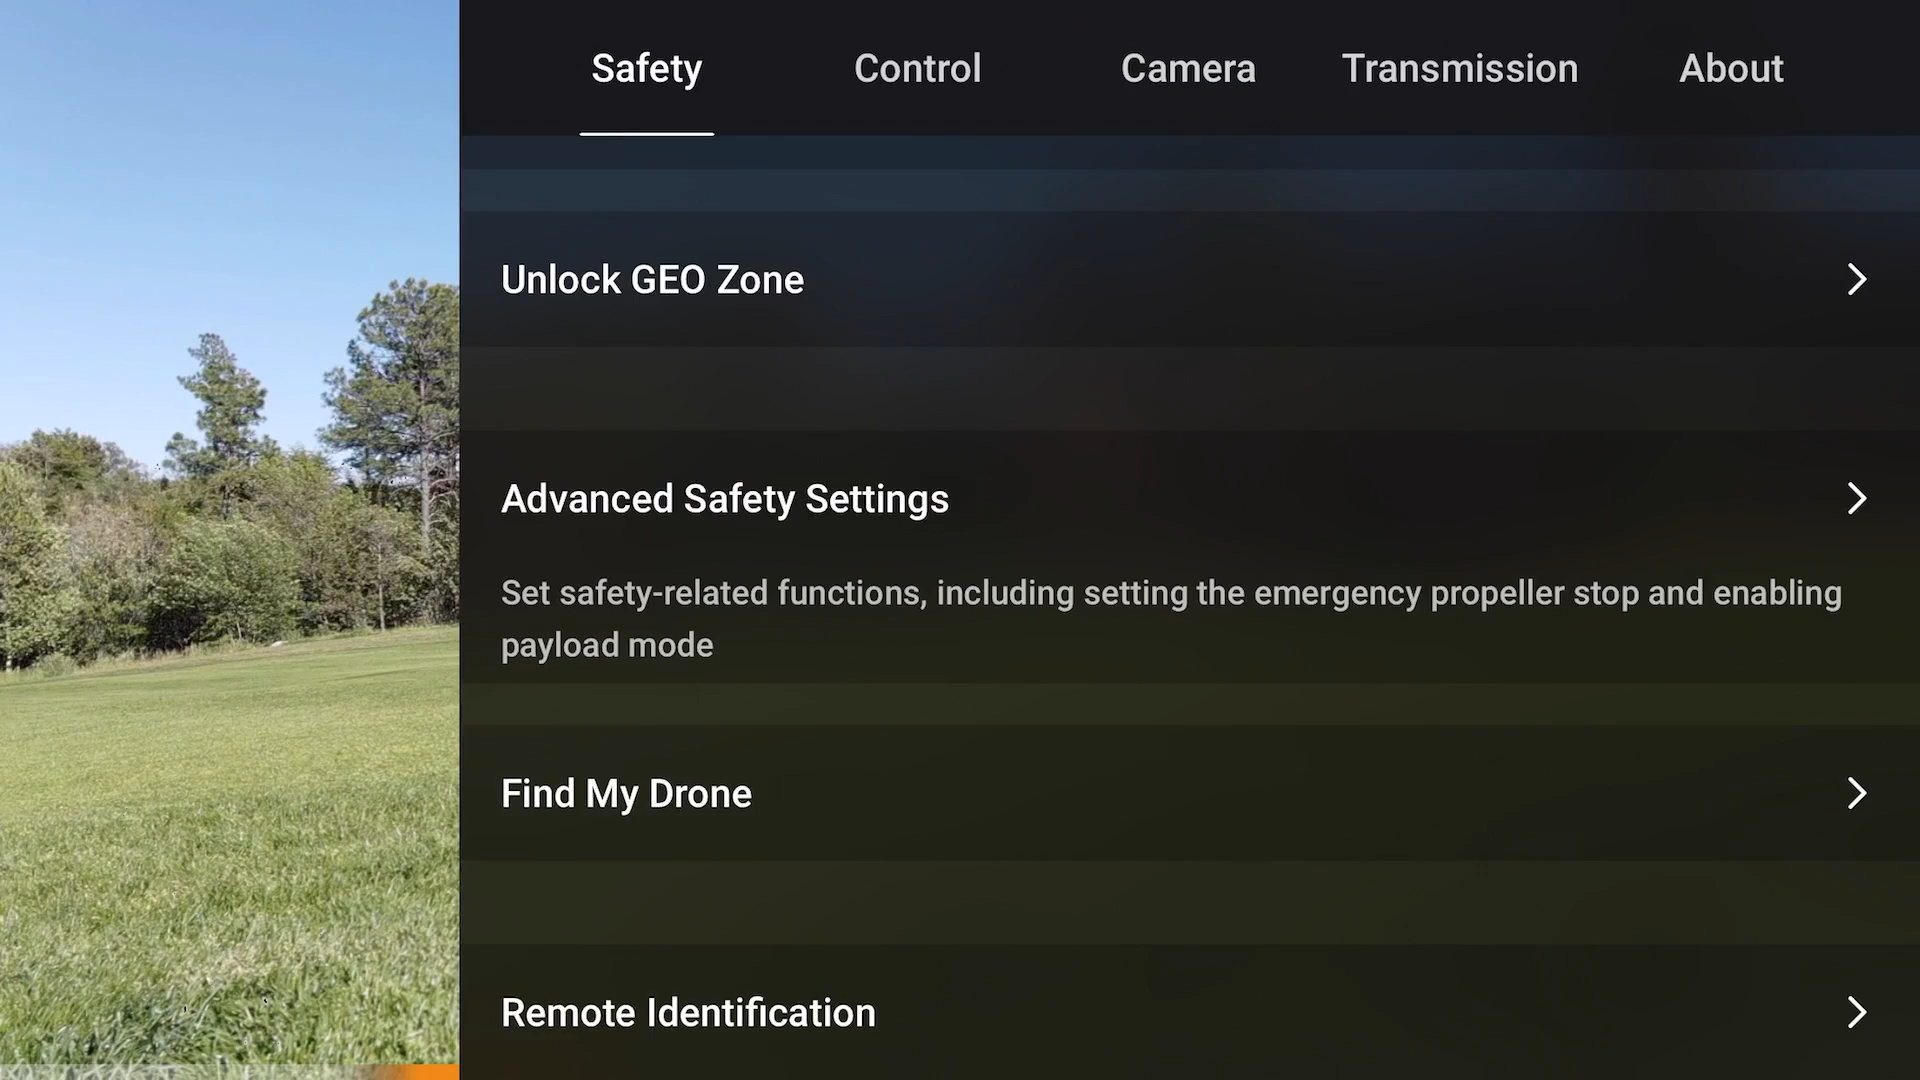 Safety Control Camera Transmission About
Unlock GEO Zone
Advanced Safety Settings
Set safety-related functions, including setting the emergency propeller stop and enabling
payload mode
Find My Drone
Remote Identification